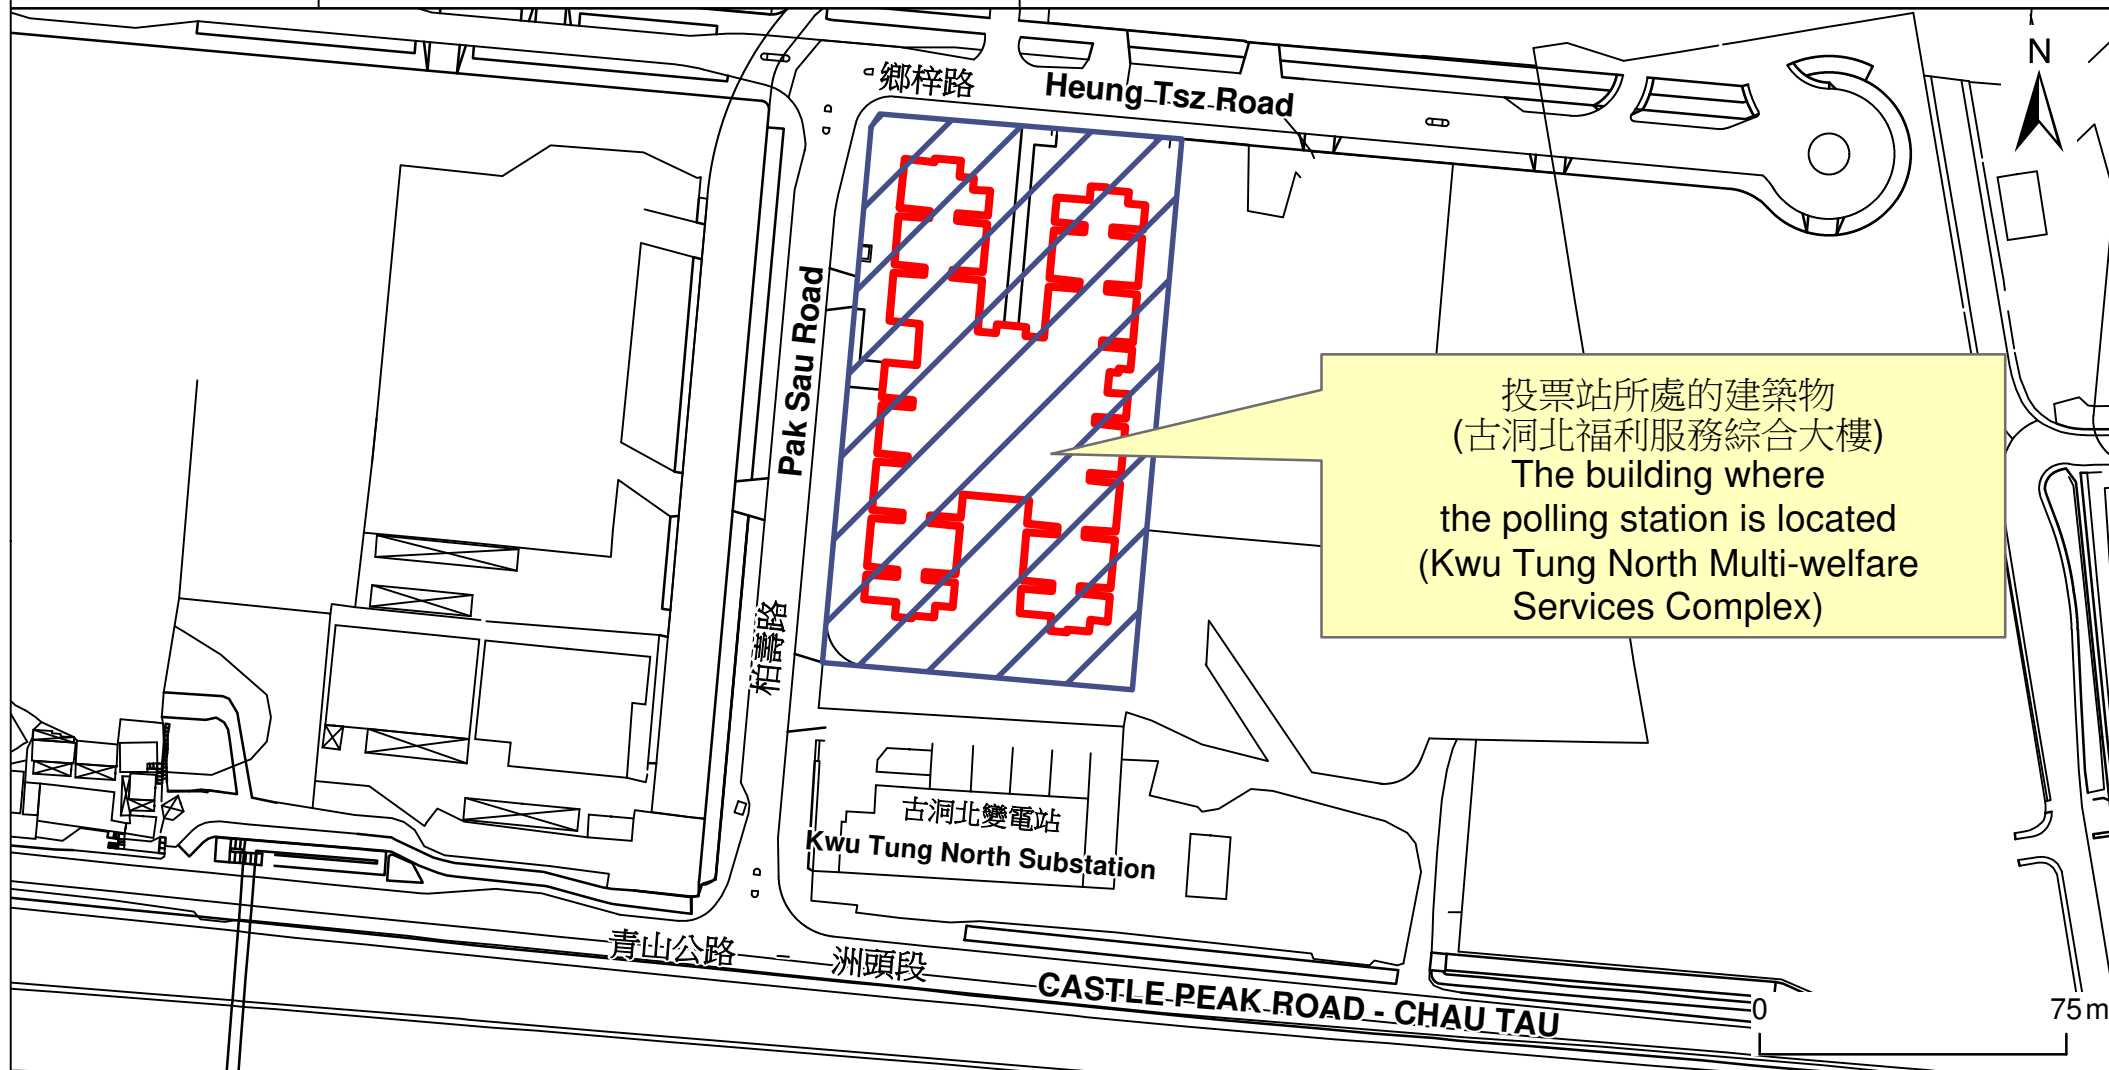 N
鄉梓路 Heung Tsz Road
Pak Sau Road
柏壽路
投票站所處的建築物
(古洞北福利服務綜合大樓)
The building where
the polling station is located
(Kwu Tung North Multi-welfare
Services Complex)
古洞北變電站
Kwu Tung North Substation
青山公路 - 洲頭段
CASTLE PEAK ROAD - CHAU TAU
0 75 m